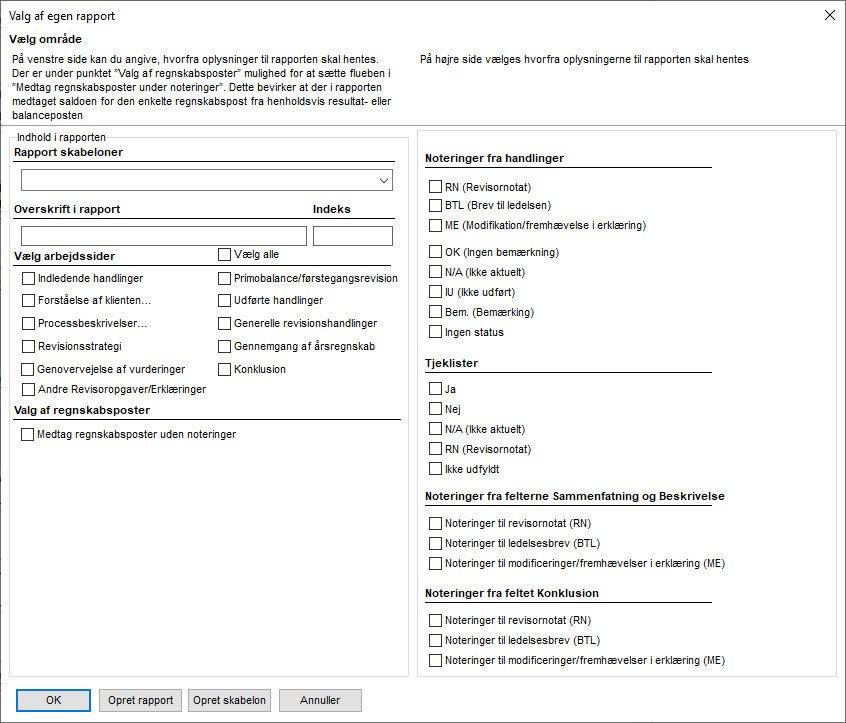 Valg af egen rapport
Vælg område
På venstre side kan du angive, hvorfra oplysninger til rapporten skal hentes.
Der er under punktet ”Valg af regnskabsposter” mulighed for at sætte flueben i
”Medtag regnskabsposter under noteringer”. Dette bevirker at der i rapporten
medtaget saldoen for den enkelte regnskabspost fra henholdsvis resultat- eller
balanceposten
På højre side vælges hvorfra oplysningerne til rapporten skal hentes
Indhold i rapporten
Rapport skabeloner
Overskrift i rapport
Indeks
Vælg arbejdssider
Vælg alle
Indledende handlinger
Primobalance/førstegangsrevision
Forståelse af klienten...
Udførte handlinger
Processbeskrivelser...
Generelle revisionshandlinger
Revisionsstrategi
Gennemgang af årsregnskab
Genovervejelse af vurderinger
Konklusion
Andre Revisoropgaver/Erklæringer
Valg af regnskabsposter
Medtag regnskabsposter uden noteringer
Noteringer fra handlinger
RN (Revisornotat)
BTL (Brev til ledelsen)
ME (Modifikation/fremhævelse i erklæring)
OK (Ingen bemærkning)
N/A (Ikke aktuelt)
IU (Ikke udført)
Bem. (Bemærking)
Ingen status
Tjeklister
Ja
Nej
N/A (Ikke aktuelt)
RN (Revisornotat)
Ikke udfyldt
Noteringer fra felterne Sammenfatning og Beskrivelse
Noteringer til revisornotat (RN)
Noteringer til ledelsesbrev (BTL)
Noteringer til modificeringer/fremhævelser i erklæring (ME)
Noteringer fra feltet Konklusion
Noteringer til revisornotat (RN)
Noteringer til ledelsesbrev (BTL)
Noteringer til modificeringer/fremhævelser i erklæring (ME)
OK
Opret rapport
Opret skabelon
Annuller